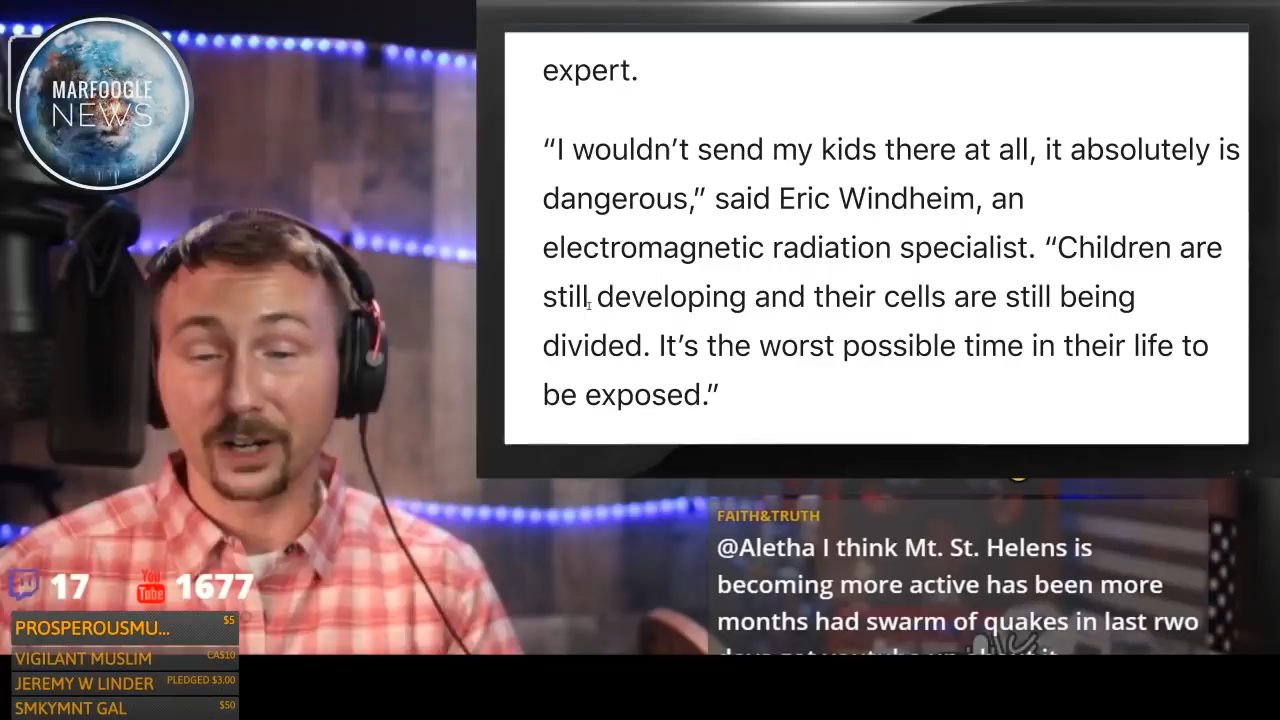 MARFOOGLE
NEWS
expert.
“I wouldn’t send my kids there at all, it absolutely is
dangerous,” said Eric Windheim, an
electromagnetic radiation specialist. “Children are
still developing and their cells are still being
divided. It’s the worst possible time in their life to
be exposed.”
FAITH&TRUTH
@Aletha I think Mt. St. Helens is
becoming more active has been more
months had swarm of quakes in last rwo
17
You Tube 1677
PROSPEROUSMU... $5
VIGILANT MUSLIM CA$10
JEREMY W LINDER PLEDGED $3.00
SMKYMNT GAL $50